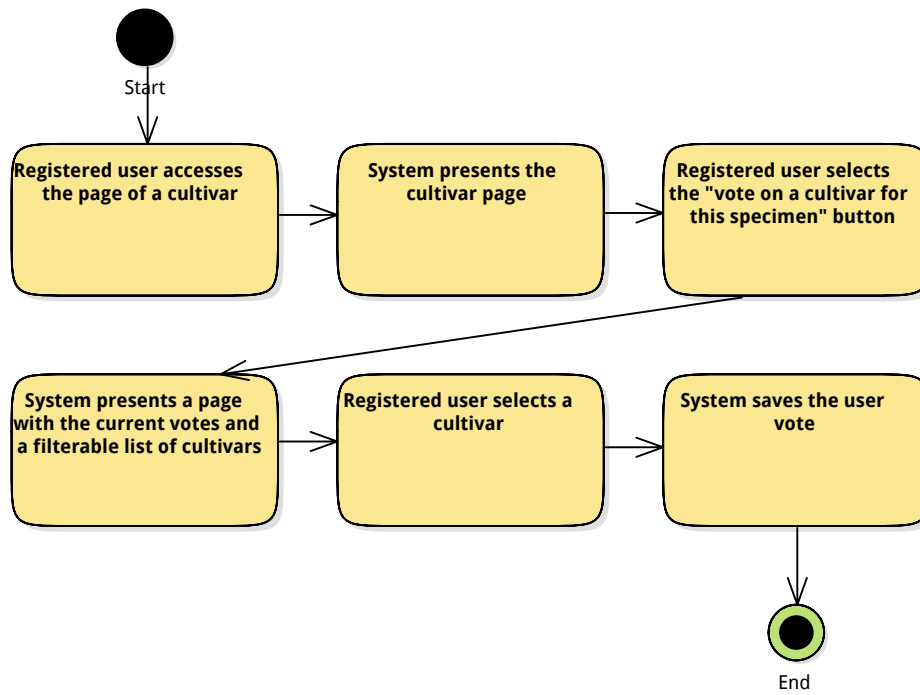 Start
Registered user accesses
the page of a cultivar
System presents the
cultivar page
Registered user selects
the "vote on a cultivar for
this specimen" button
System presents a page
with the current votes and
a filterable list of cultivars
Registered user selects a
cultivar
System saves the user
vote
End